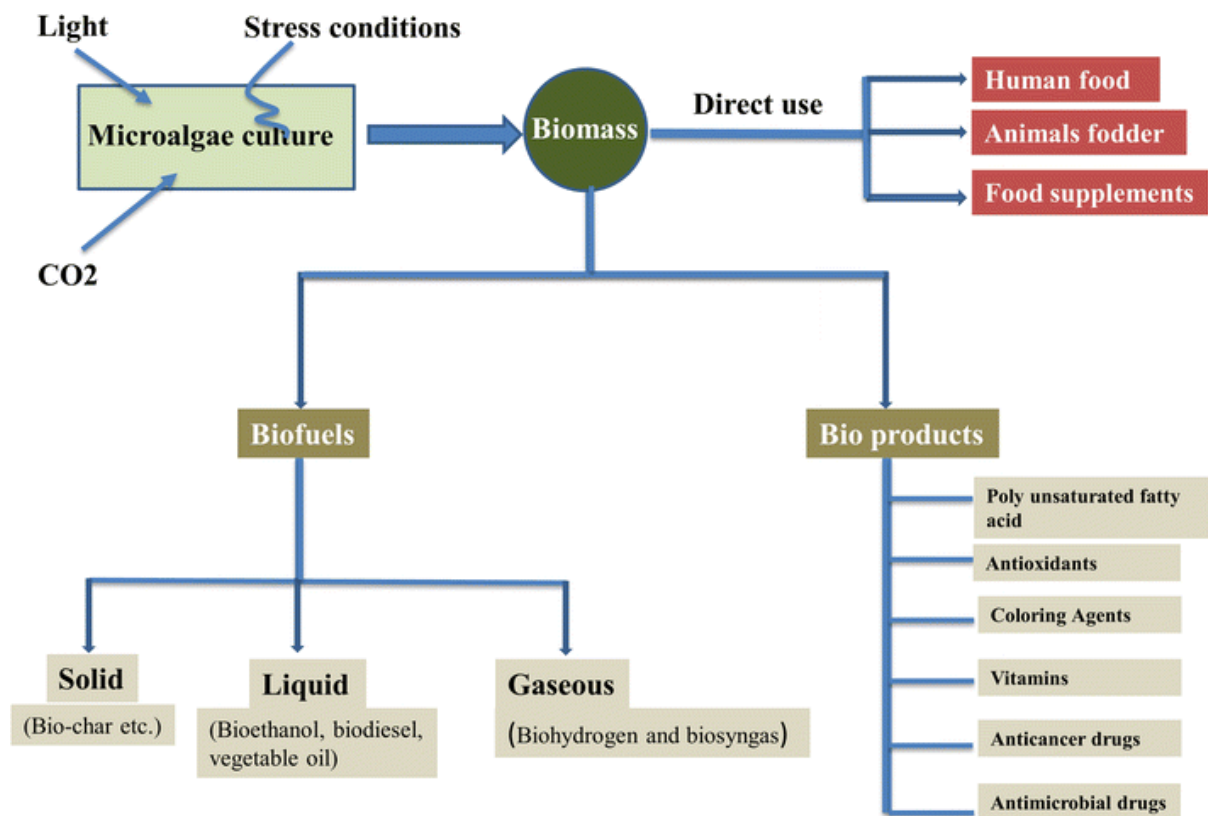 Light
Stress conditions
Microalgae culture
CO2
Biomass
Direct use
Human food
Animals fodder
Food supplements
Biofuels
Solid
(Bio-char etc.)
Liquid
(Bioethanol, biodiesel,
vegetable oil)
Gaseous
(Biohydrogen and biosyngas)
Bio products
Poly unsaturated fatty
acid
Antioxidants
Coloring Agents
Vitamins
Anticancer drugs
Antimicrobial drugs